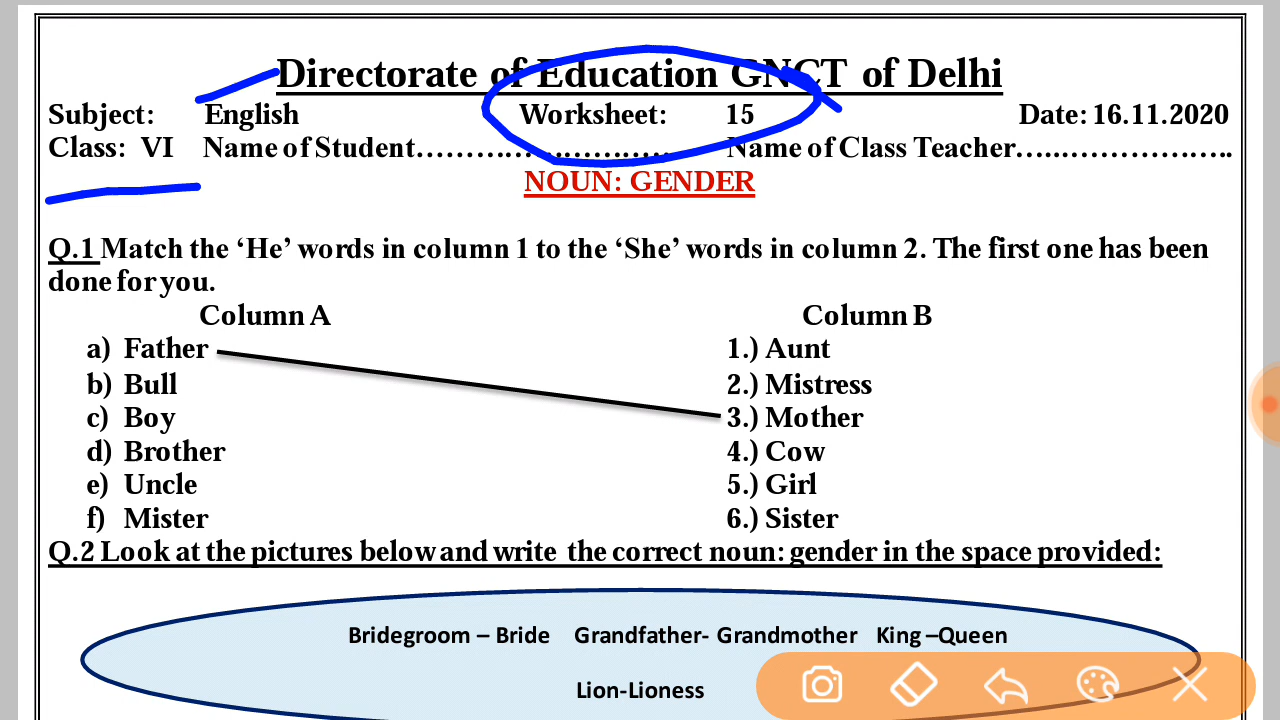 Directorate of Education GNCT of Delhi
Subject: English Worksheet: 15 Date: 16.11.2020
Class: VI Name of Student........................... Name of Class Teacher......................
NOUN: GENDER
Q.1 Match the ‘He’ words in column 1 to the ‘She’ words in column 2. The first one has been
done for you.
Column A Column B
a) Father 1.) Aunt
b) Bull 2.) Mistress
c) Boy 3.) Mother
d) Brother 4.) Cow
e) Uncle 5.) Girl
f) Mister 6.) Sister
Q.2 Look at the pictures below and write the correct noun: gender in the space provided:
Bridegroom – Bride Grandfather- Grandmother King –Queen
Lion-Lioness